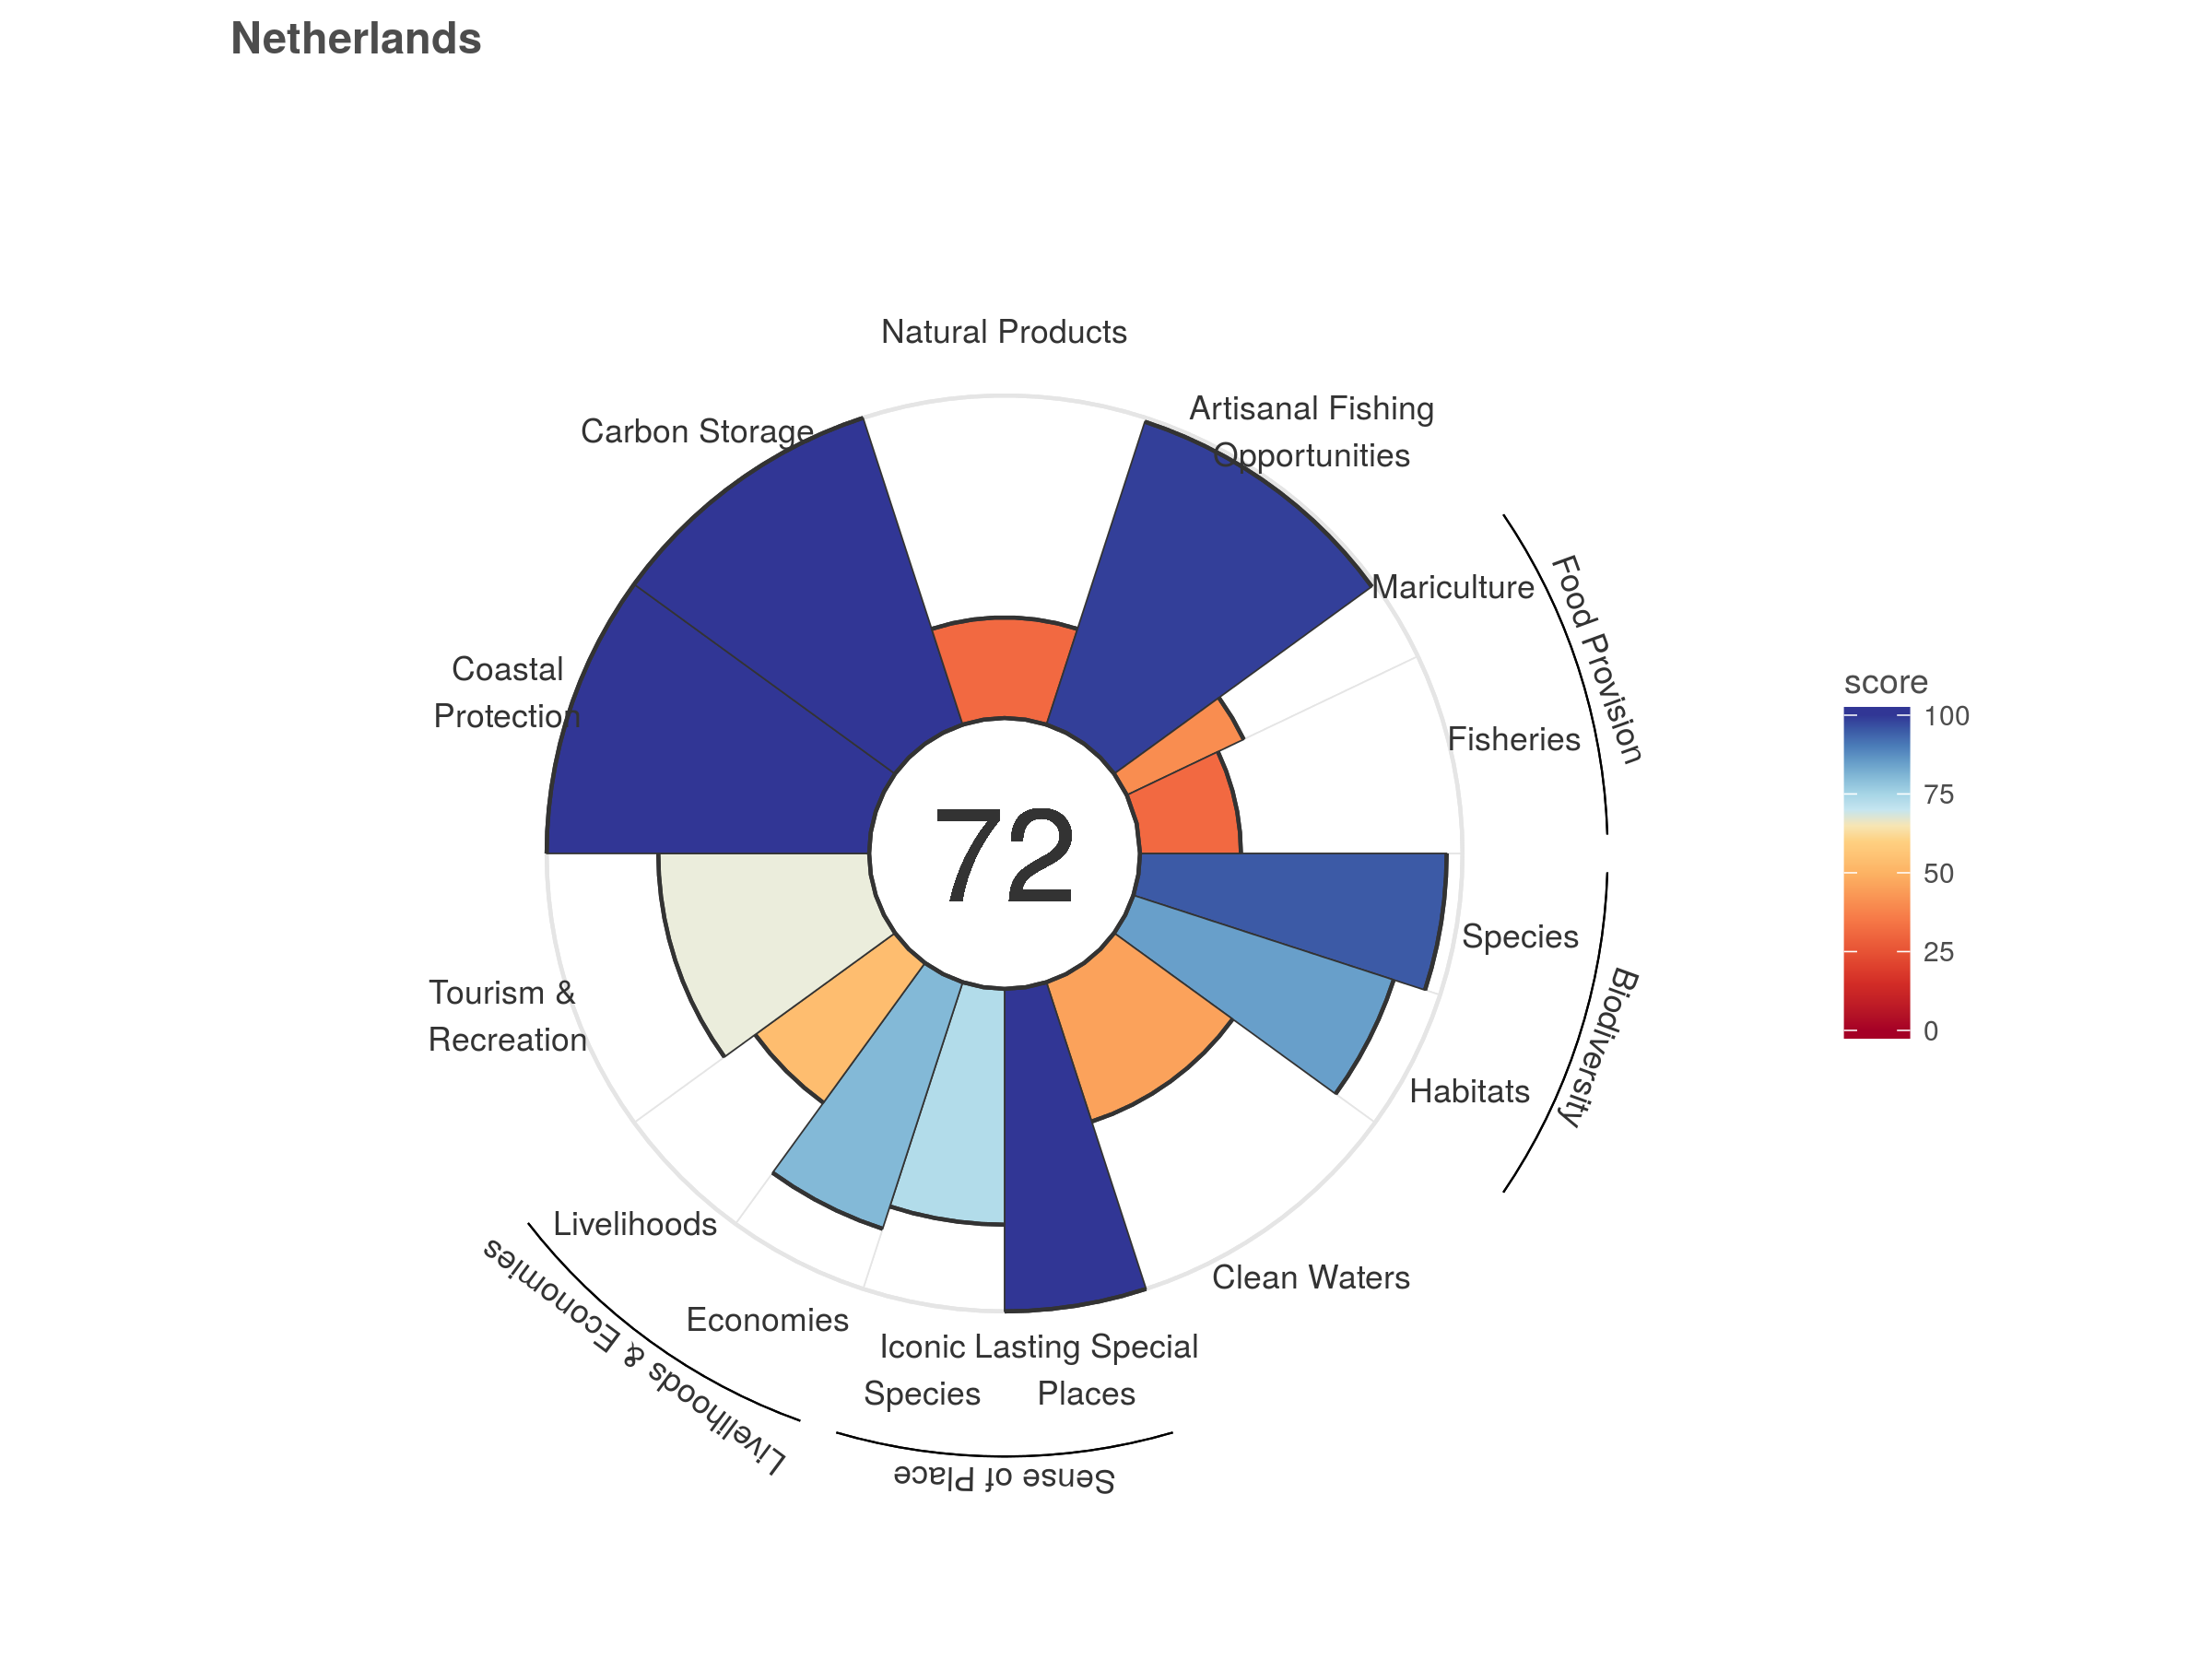 Netherlands
Natural Products
Artisanal Fishing
Opportunities
Carbon Storage
Mariculture
Food Provision
Coastal
Protection
Fisheries
72
Species
Biodiversity
Habitats
Tourism &
Recreation
Livelihoods
Livelihoods & Economies
Economies
Clean Waters
Iconic
Species
Lasting Special
Places
Sense of Place
score
100
75
50
25
0